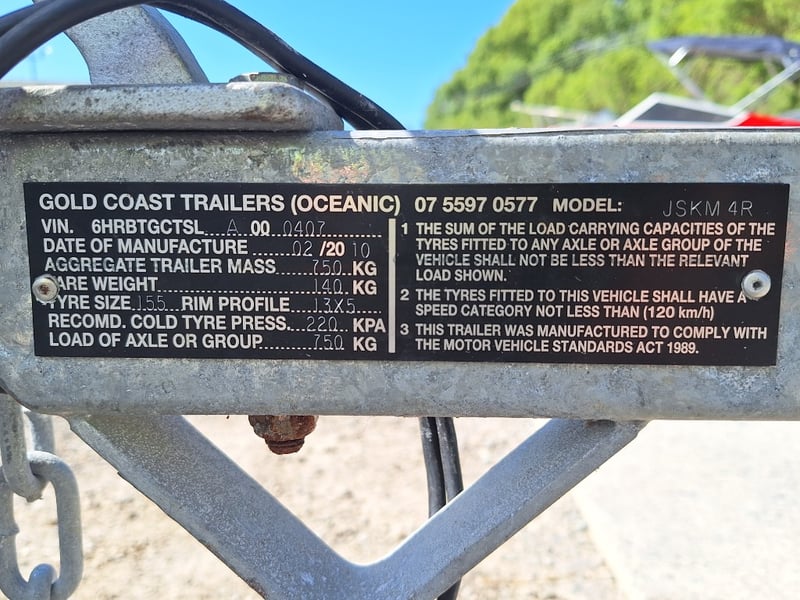 GOLD COAST TRAILERS (OCEANIC) 07 5597 0577 MODEL: JSKM 4R
VIN. 6HRBTGCTSL A 00 0407
DATE OF MANUFACTURE 02 /20 10
AGGREGATE TRAILER MASS 750 KG
TARE WEIGHT 140 KG
TYRE SIZE 155 RIM PROFILE 13X5
RECOMD. COLD TYRE PRESS. 220 KPA
LOAD OF AXLE OR GROUP 750 KG
1 THE SUM OF THE LOAD CARRYING CAPACITIES OF THE
TYRES FITTED TO ANY AXLE OR AXLE GROUP OF THE
VEHICLE SHALL NOT BE LESS THAN THE RELEVANT
LOAD SHOWN.
2 THE TYRES FITTED TO THIS VEHICLE SHALL HAVE A
SPEED CATEGORY NOT LESS THAN (120 km/h)
3 THIS TRAILER WAS MANUFACTURED TO COMPLY WITH
THE MOTOR VEHICLE STANDARDS ACT 1989.